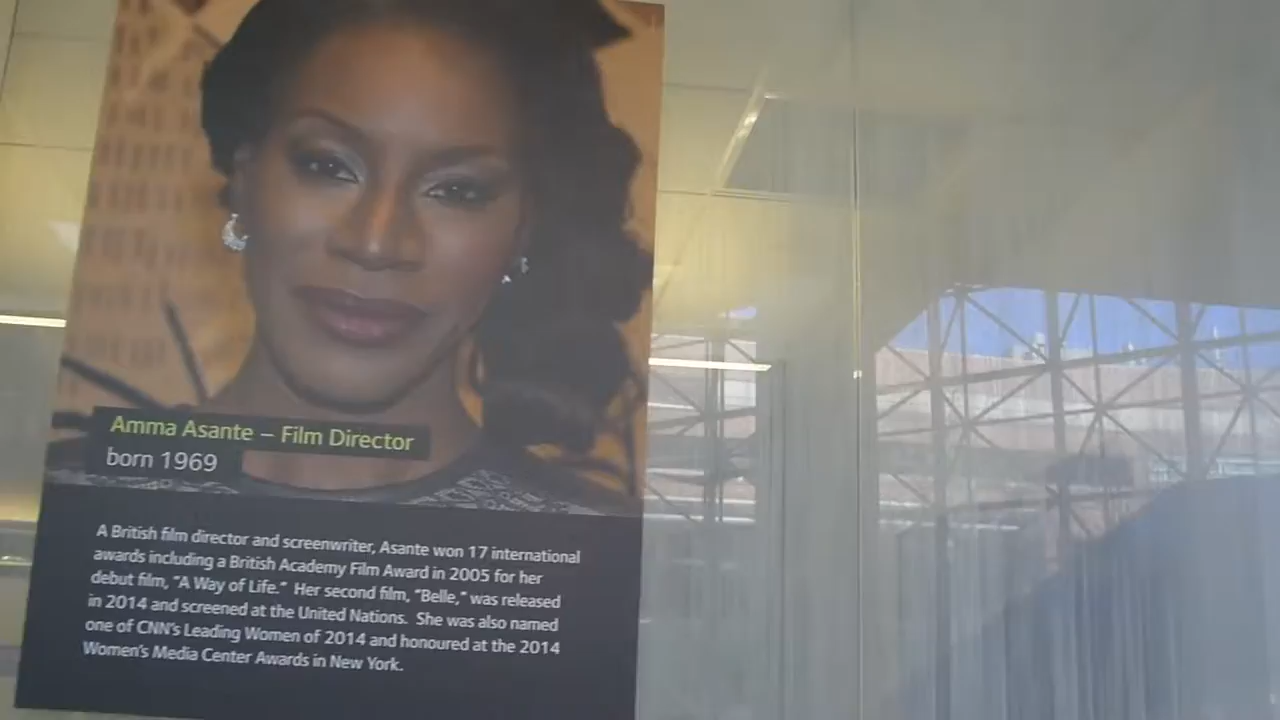 Amma Asante – Film Director
born 1969
A British film director and screenwriter, Asante won 17 international
awards including a British Academy Film Award in 2005 for her
debut film, "A Way of Life."  Her second film, "Belle," was released
in 2014 and screened at the United Nations.  She was also named
one of CNN's Leading Women of 2014 and honoured at the 2014
Women's Media Center Awards in New York.